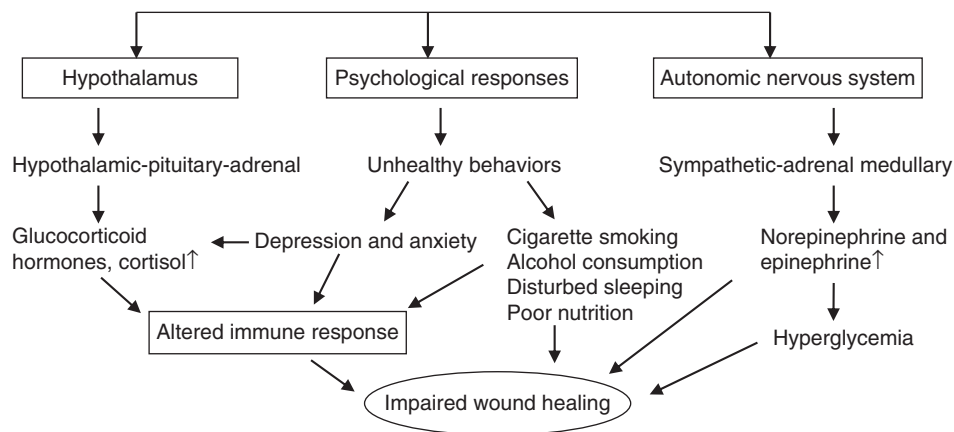 Hypothalamus
Psychological responses
Autonomic nervous system
Hypothalamic-pituitary-adrenal
Unhealthy behaviors
Sympathetic-adrenal medullary
Glucocorticoid
hormones, cortisol↑
Depression and anxiety
Cigarette smoking
Alcohol consumption
Disturbed sleeping
Poor nutrition
Norepinephrine and
epinephrine↑
Altered immune response
Hyperglycemia
Impaired wound healing